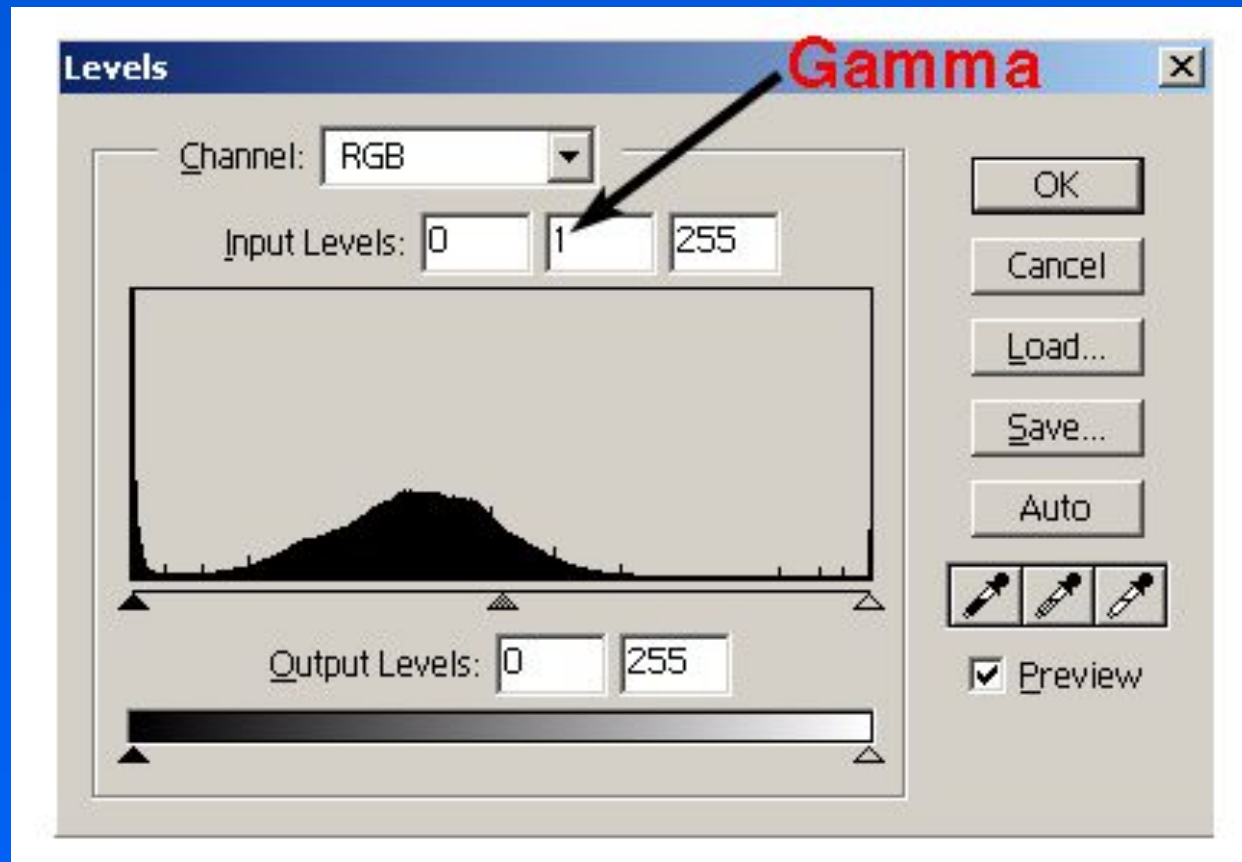 Levels
Gamma
Channel: RGB
Input Levels: 0 1 255
Output Levels: 0 255
OK
Cancel
Load...
Save...
Auto
Preview